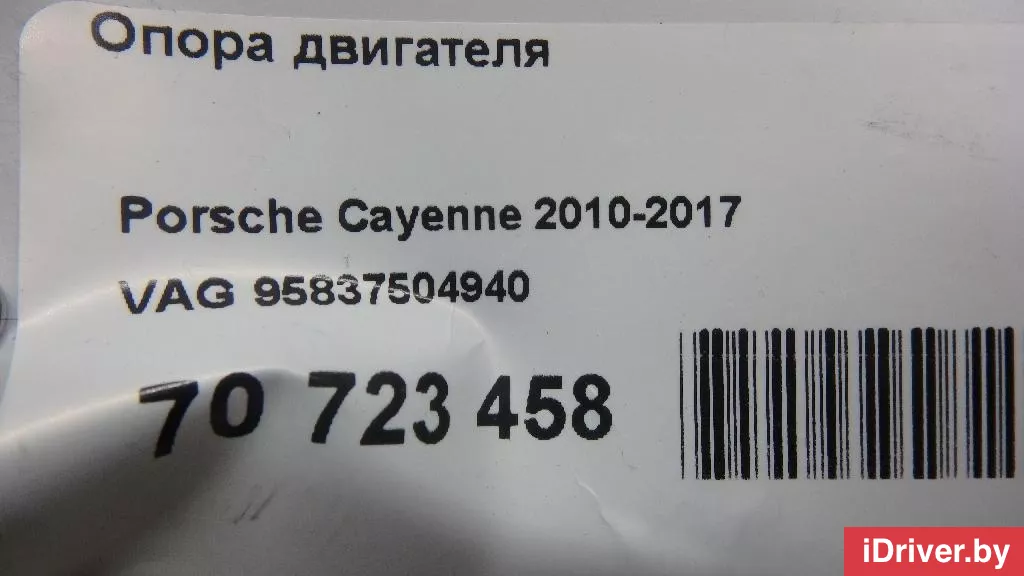 Опора двигателя
Porsche Cayenne 2010-2017
VAG 95837504940
70 723 458
iDriver.by